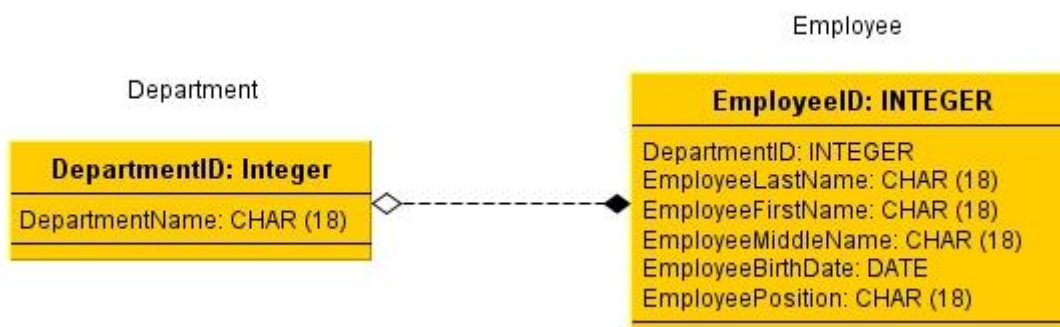 Department
DepartmentID: Integer
DepartmentName: CHAR (18)
Employee
EmployeeID: INTEGER
DepartmentID: INTEGER
EmployeeLastName: CHAR (18)
EmployeeFirstName: CHAR (18)
EmployeeMiddleName: CHAR (18)
EmployeeBirthDate: DATE
EmployeePosition: CHAR (18)